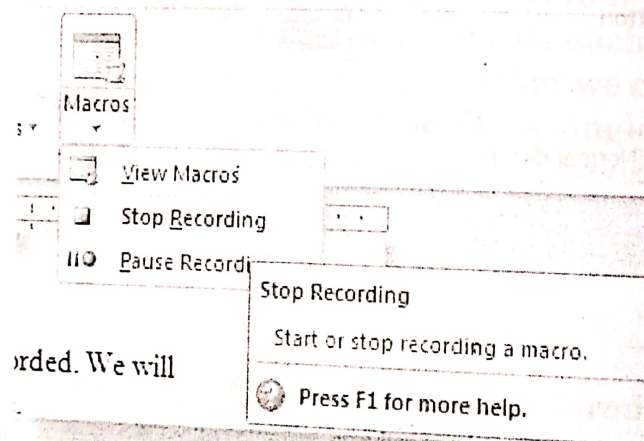 Macros
View Macros
Stop Recording
Pause Recordi
Stop Recording
Start or stop recording a macro.
Press F1 for more help.
orded. We will